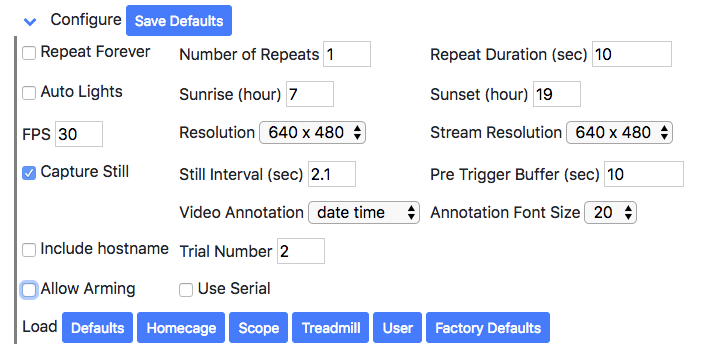 Configure Save Defaults
Repeat Forever Number of Repeats 1 Repeat Duration (sec) 10
Auto Lights Sunrise (hour) 7 Sunset (hour) 19
FPS 30 Resolution 640 x 480 Stream Resolution 640 x 480
Capture Still Still Interval (sec) 2.1 Pre Trigger Buffer (sec) 10
Video Annotation date time Annotation Font Size 20
Include hostname Trial Number 2
Allow Arming Use Serial
Load Defaults Homecage Scope Treadmill User Factory Defaults